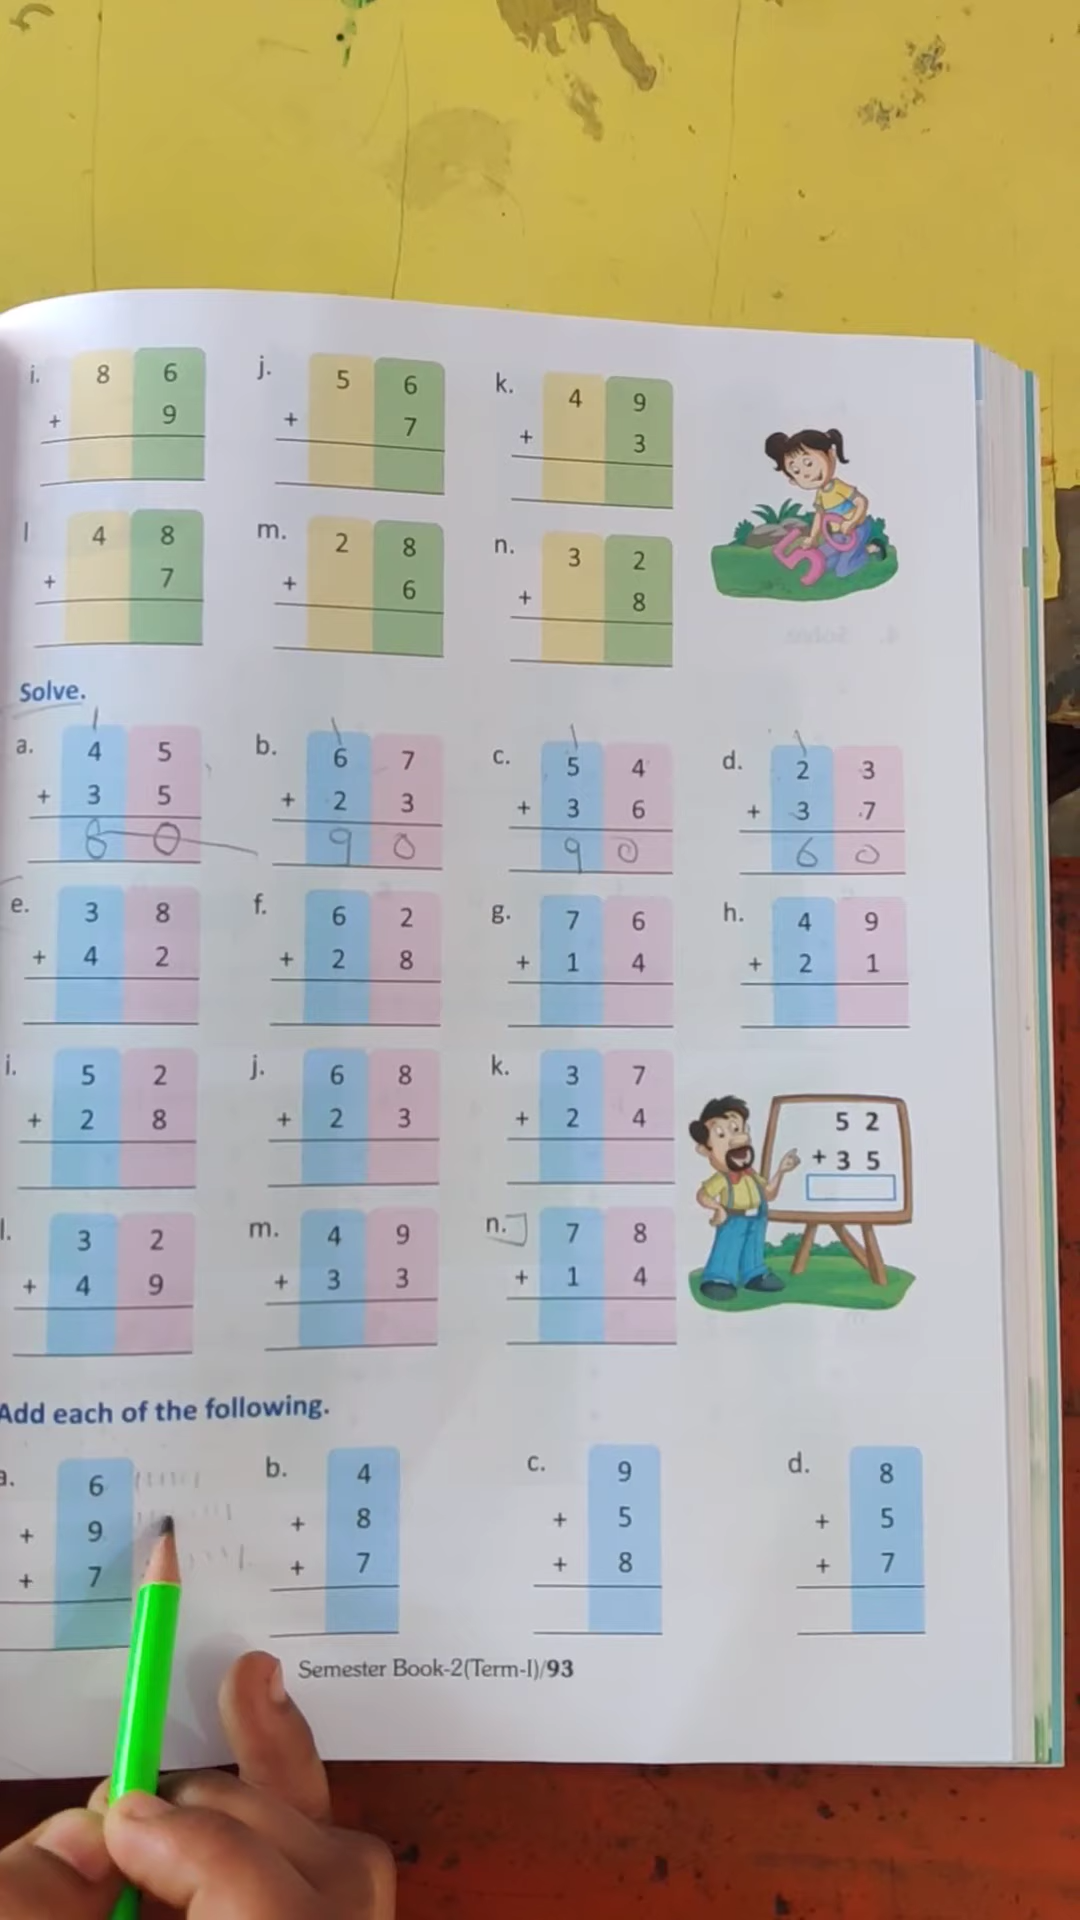 i. 8 6 j. 5 6 k. 4 9
+ 9 + 7 + 3
l 4 8 m. 2 8 n. 3 2
+ 7 + 6 + 8
Solve.
1 1 1 1
a. 4 5 b. 6 7 c. 5 4 d. 2 3
+ 3 5 + 2 3 + 3 6 + 3 7
8 0 9 0 9 0 6 0
e. 3 8 f. 6 2 g. 7 6 h. 4 9
+ 4 2 + 2 8 + 1 4 + 2 1
i. 5 2 j. 6 8 k. 3 7
+ 2 8 + 2 3 + 2 4
5 2
+ 3 5
l. 3 2 m. 4 9 n. 7 8
+ 4 9 + 3 3 + 1 4
Add each of the following.
a. 6 b. 4 c. 9 d. 8
+ 9 + 8 + 5 + 5
+ 7 + 7 + 8 + 7
Semester Book-2(Term-I)/93